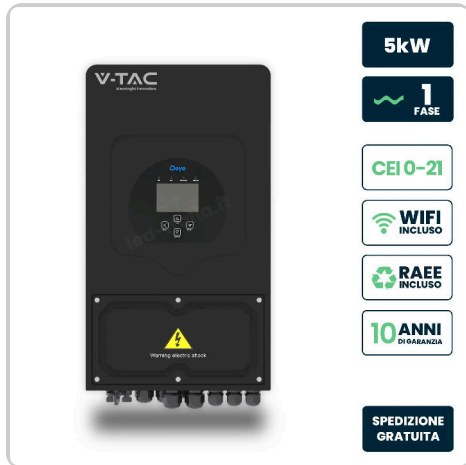 V-TAC
Deye
Warning electric shock
5kW
1
FASE
CEI 0-21
WIFI
INCLUSO
RAEE
INCLUSO
10 ANNI
DI GARANZIA
SPEDIZIONE
GRATUITA